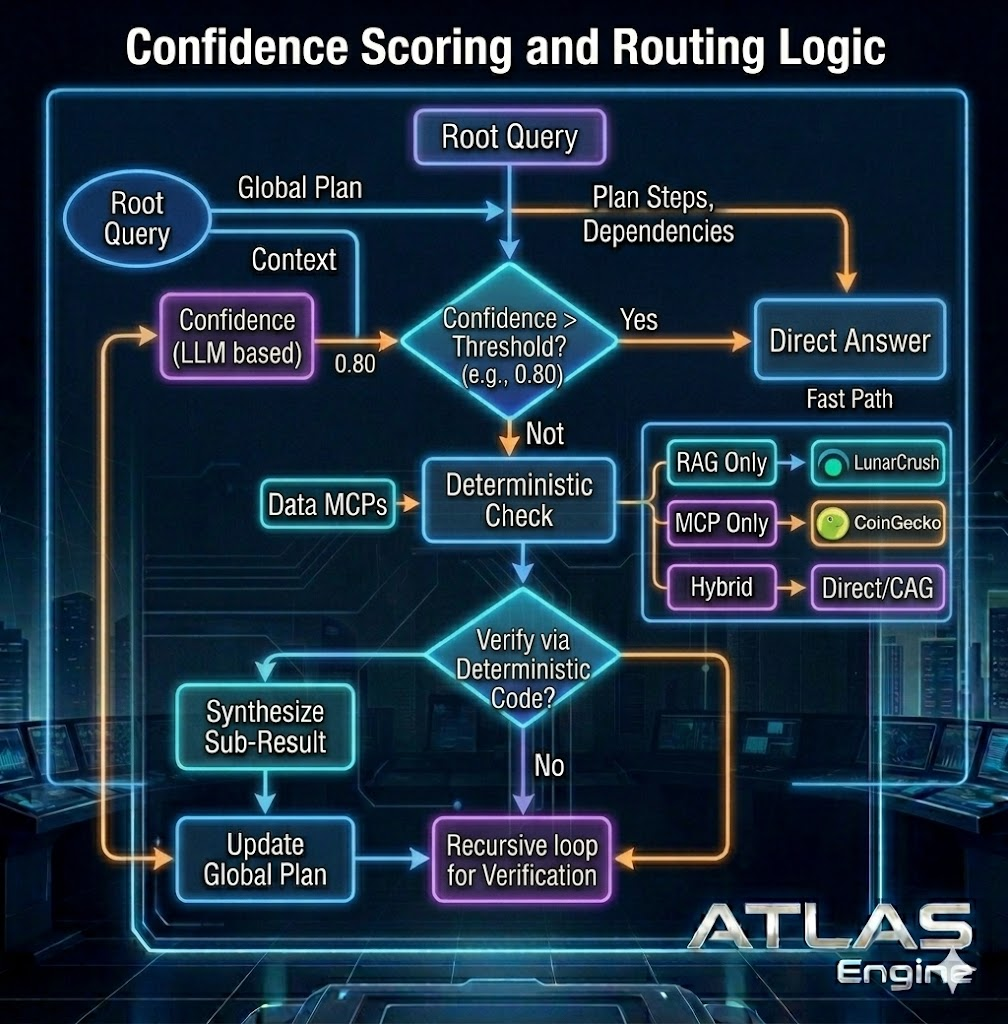 Confidence Scoring and Routing Logic
Root Query
Root
Query
Global Plan
Plan Steps,
Dependencies
Context
Confidence
(LLM based)
0.80
Confidence >
Threshold?
(e.g., 0.80)
Yes
Direct Answer
Fast Path
Not
Data MCPs
Deterministic
Check
RAG Only
LunarCrush
MCP Only
CoinGecko
Hybrid
Direct/CAG
Verify via
Deterministic
Code?
Synthesize
Sub-Result
No
Update
Global Plan
Recursive loop
for Verification
ATLAS
Engine